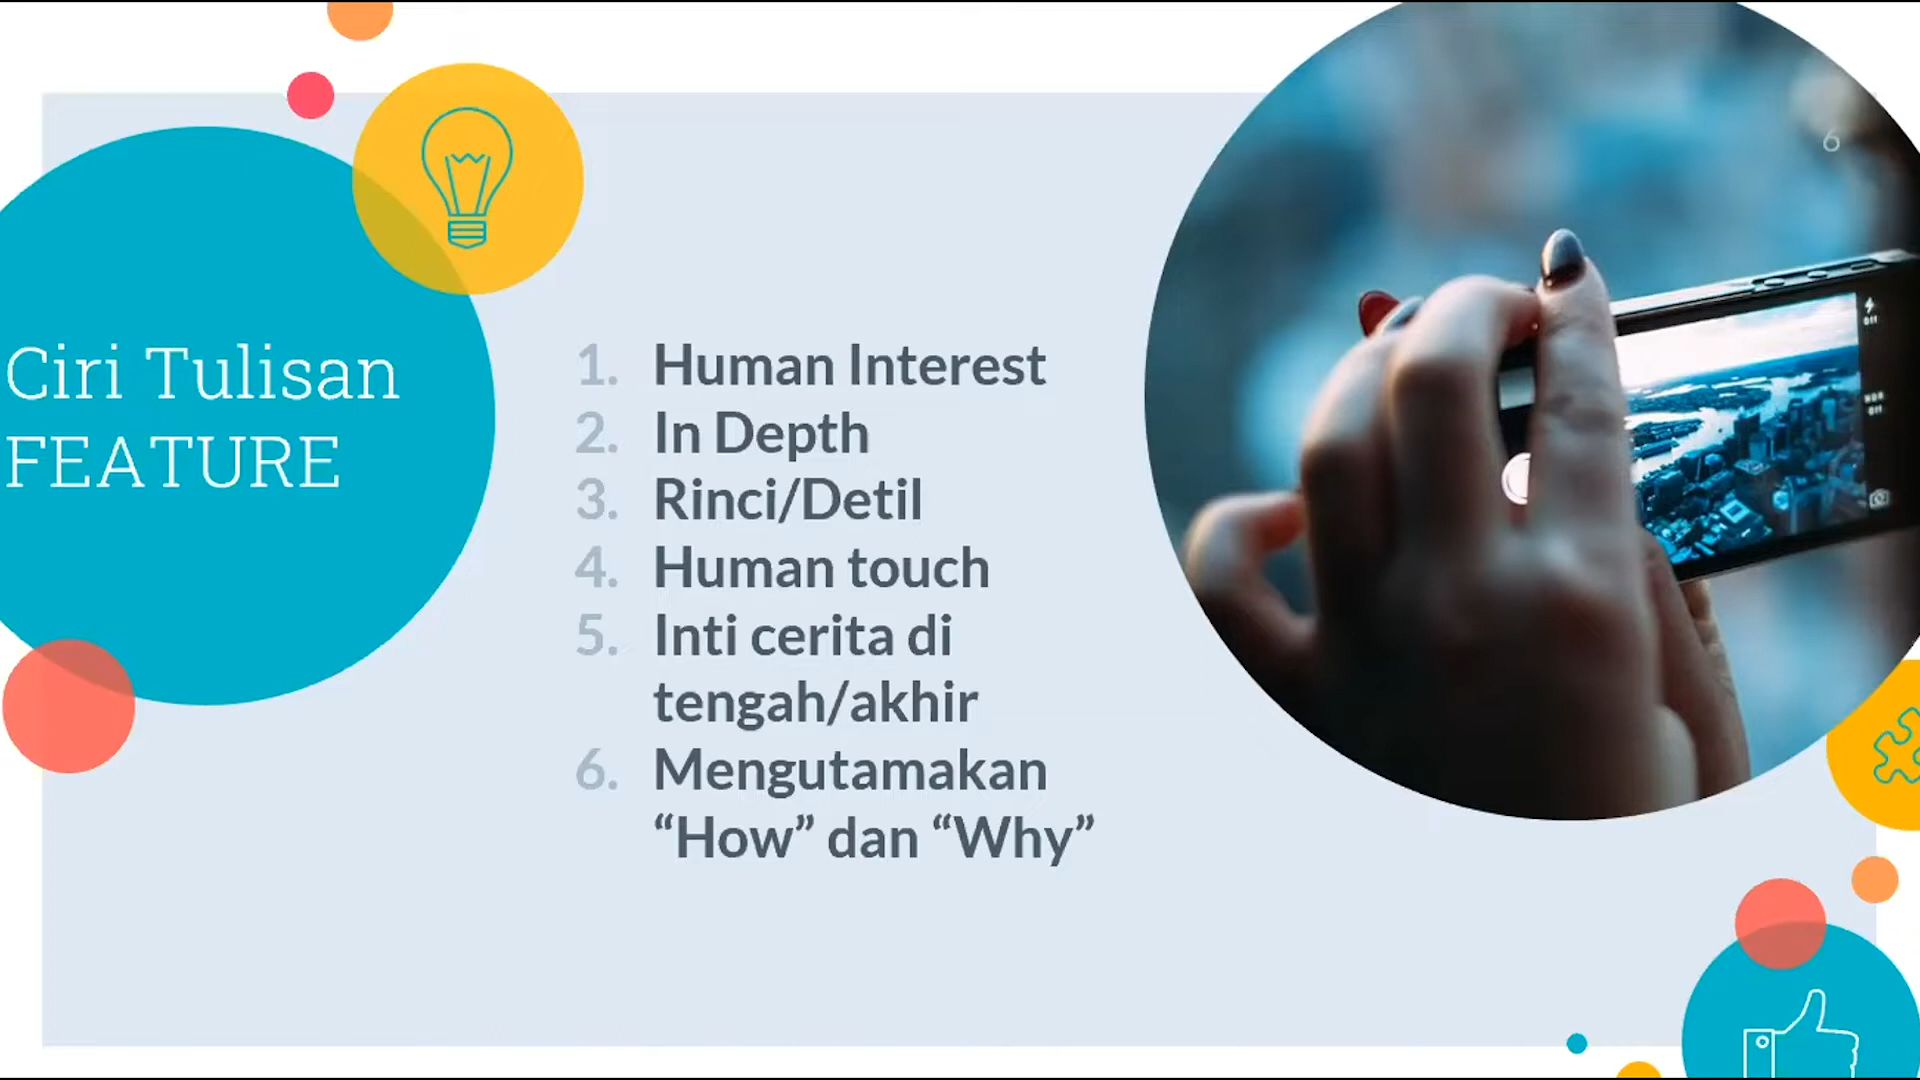 Ciri Tulisan
FEATURE
1. Human Interest
2. In Depth
3. Rinci/Detil
4. Human touch
5. Inti cerita di
tengah/akhir
6. Mengutamakan
“How” dan “Why”
6